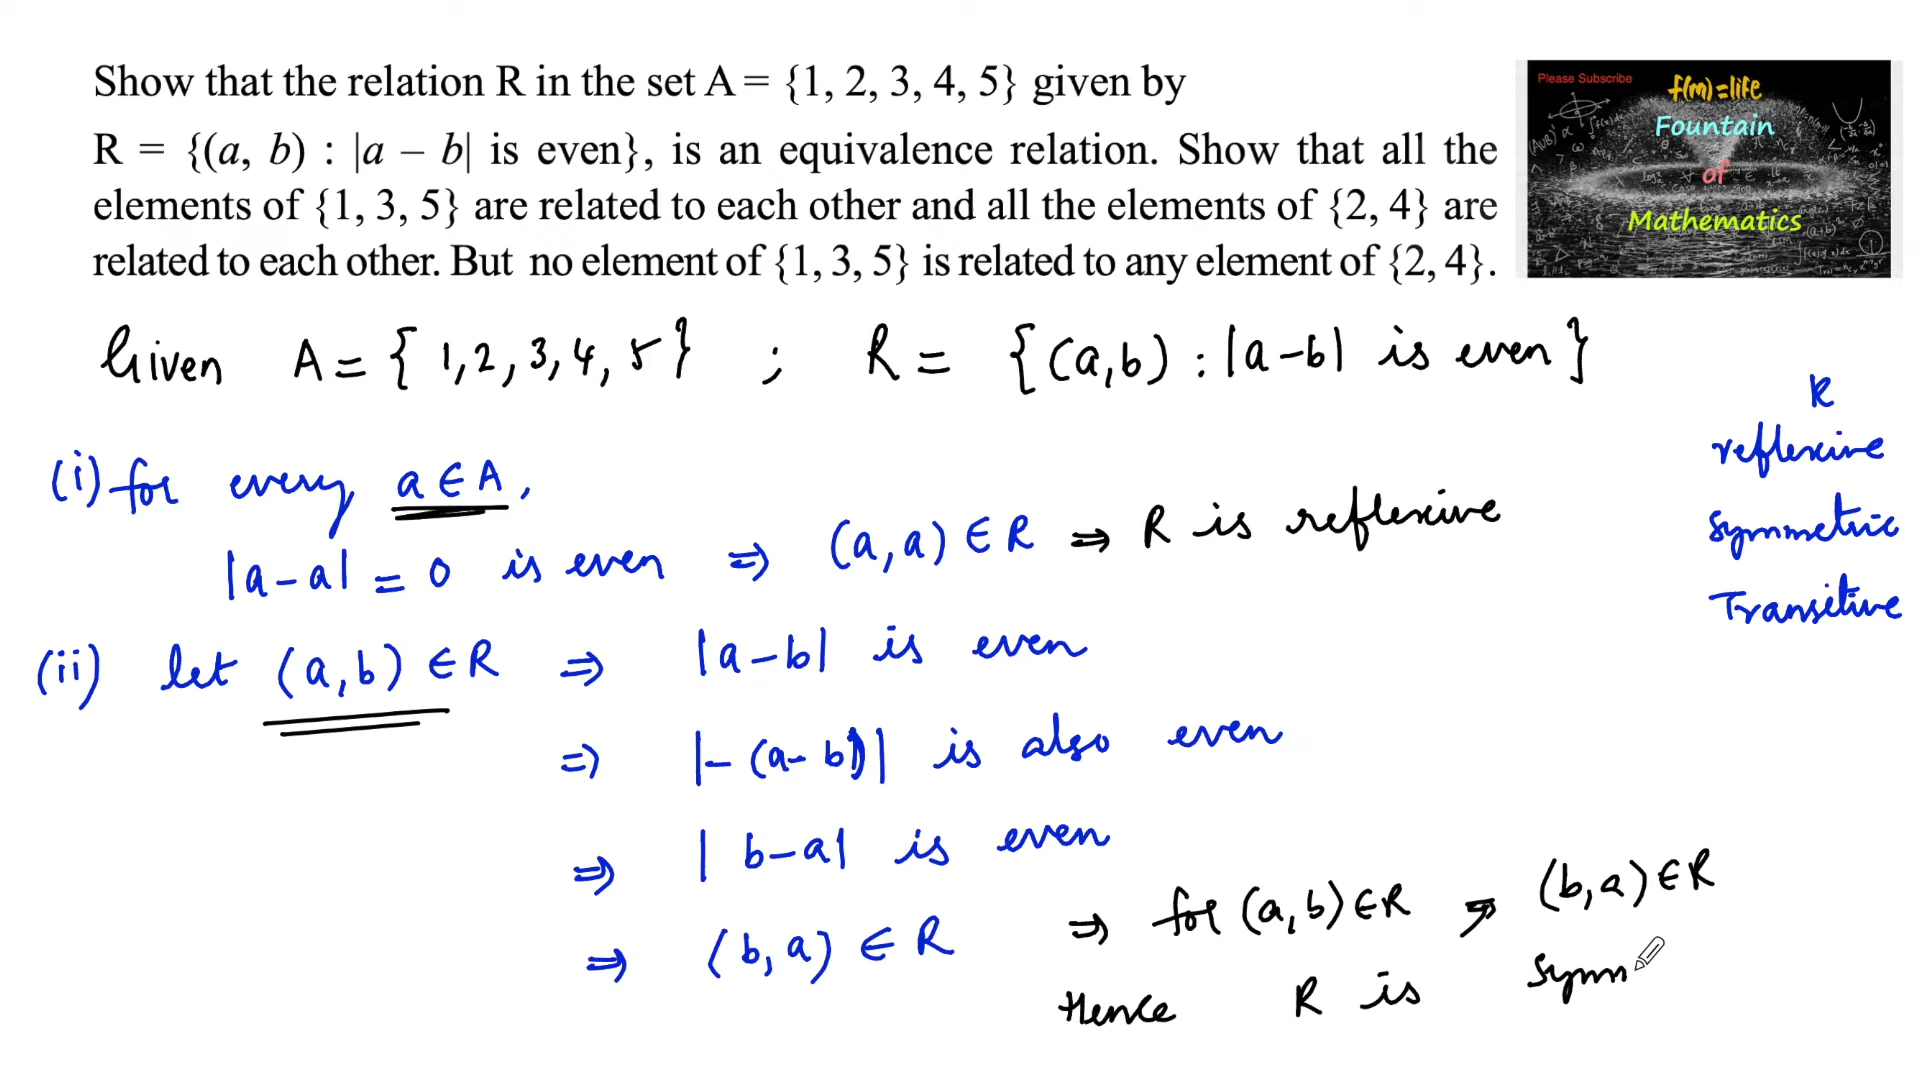 Show that the relation R in the set A = {1, 2, 3, 4, 5} given by
R = {(a, b) : |a – b| is even}, is an equivalence relation. Show that all the
elements of {1, 3, 5} are related to each other and all the elements of {2, 4} are
related to each other. But no element of {1, 3, 5} is related to any element of {2, 4}.
Please Subscribe
f(m)=life
Fountain
of
Mathematics
Given A = { 1,2,3,4,5 } ; R = { (a,b) : |a-b| is even }
R
reflexive
Symmetric
Transitive
(i) for every a∈A,
|a-a| = 0 is even ⇒ (a,a) ∈ R ⇒ R is reflexive
(ii) let (a,b) ∈R ⇒ |a-b| is even
⇒ |-(a-b)| is also even
⇒ | b-a| is even
⇒ (b,a) ∈ R ⇒ for (a,b)∈R ⇒ (b,a)∈R
Hence R is Symm